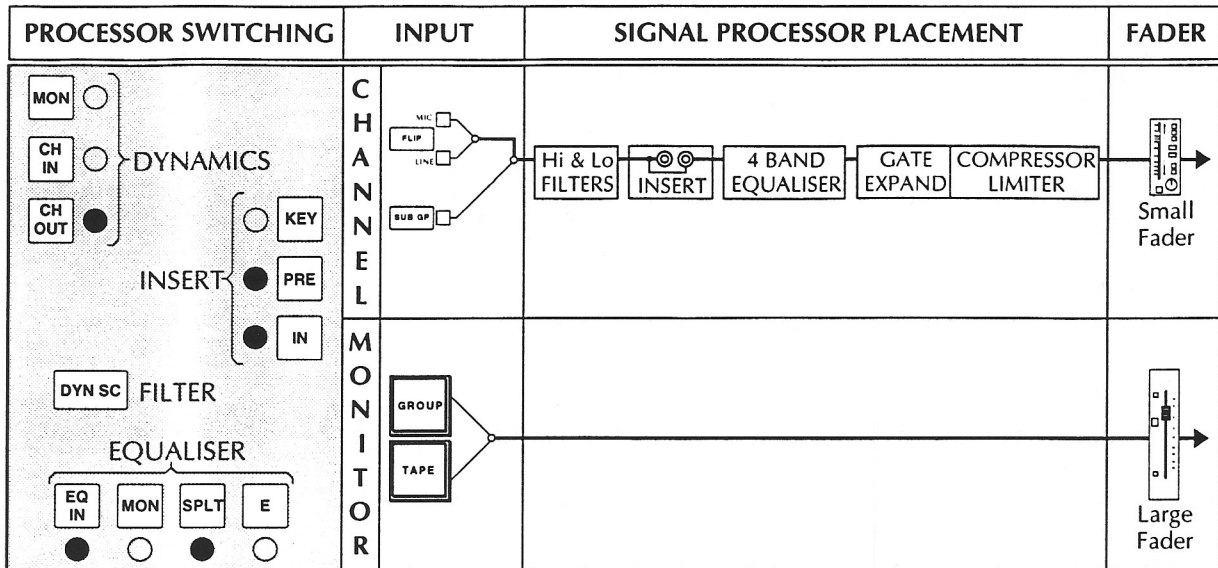 PROCESSOR SWITCHING
INPUT
SIGNAL PROCESSOR PLACEMENT
FADER
MON
CH
IN
CH
OUT
DYNAMICS
KEY
PRE
IN
INSERT
DYN SC
FILTER
EQUALISER
EQ
IN
MON
SPLT
E
CHANNEL
MIC
FLIP
LINE
SUB GP
Hi & Lo
FILTERS
INSERT
4 BAND
EQUALISER
GATE
EXPAND
COMPRESSOR
LIMITER
Small
Fader
MONITOR
GROUP
TAPE
Large
Fader